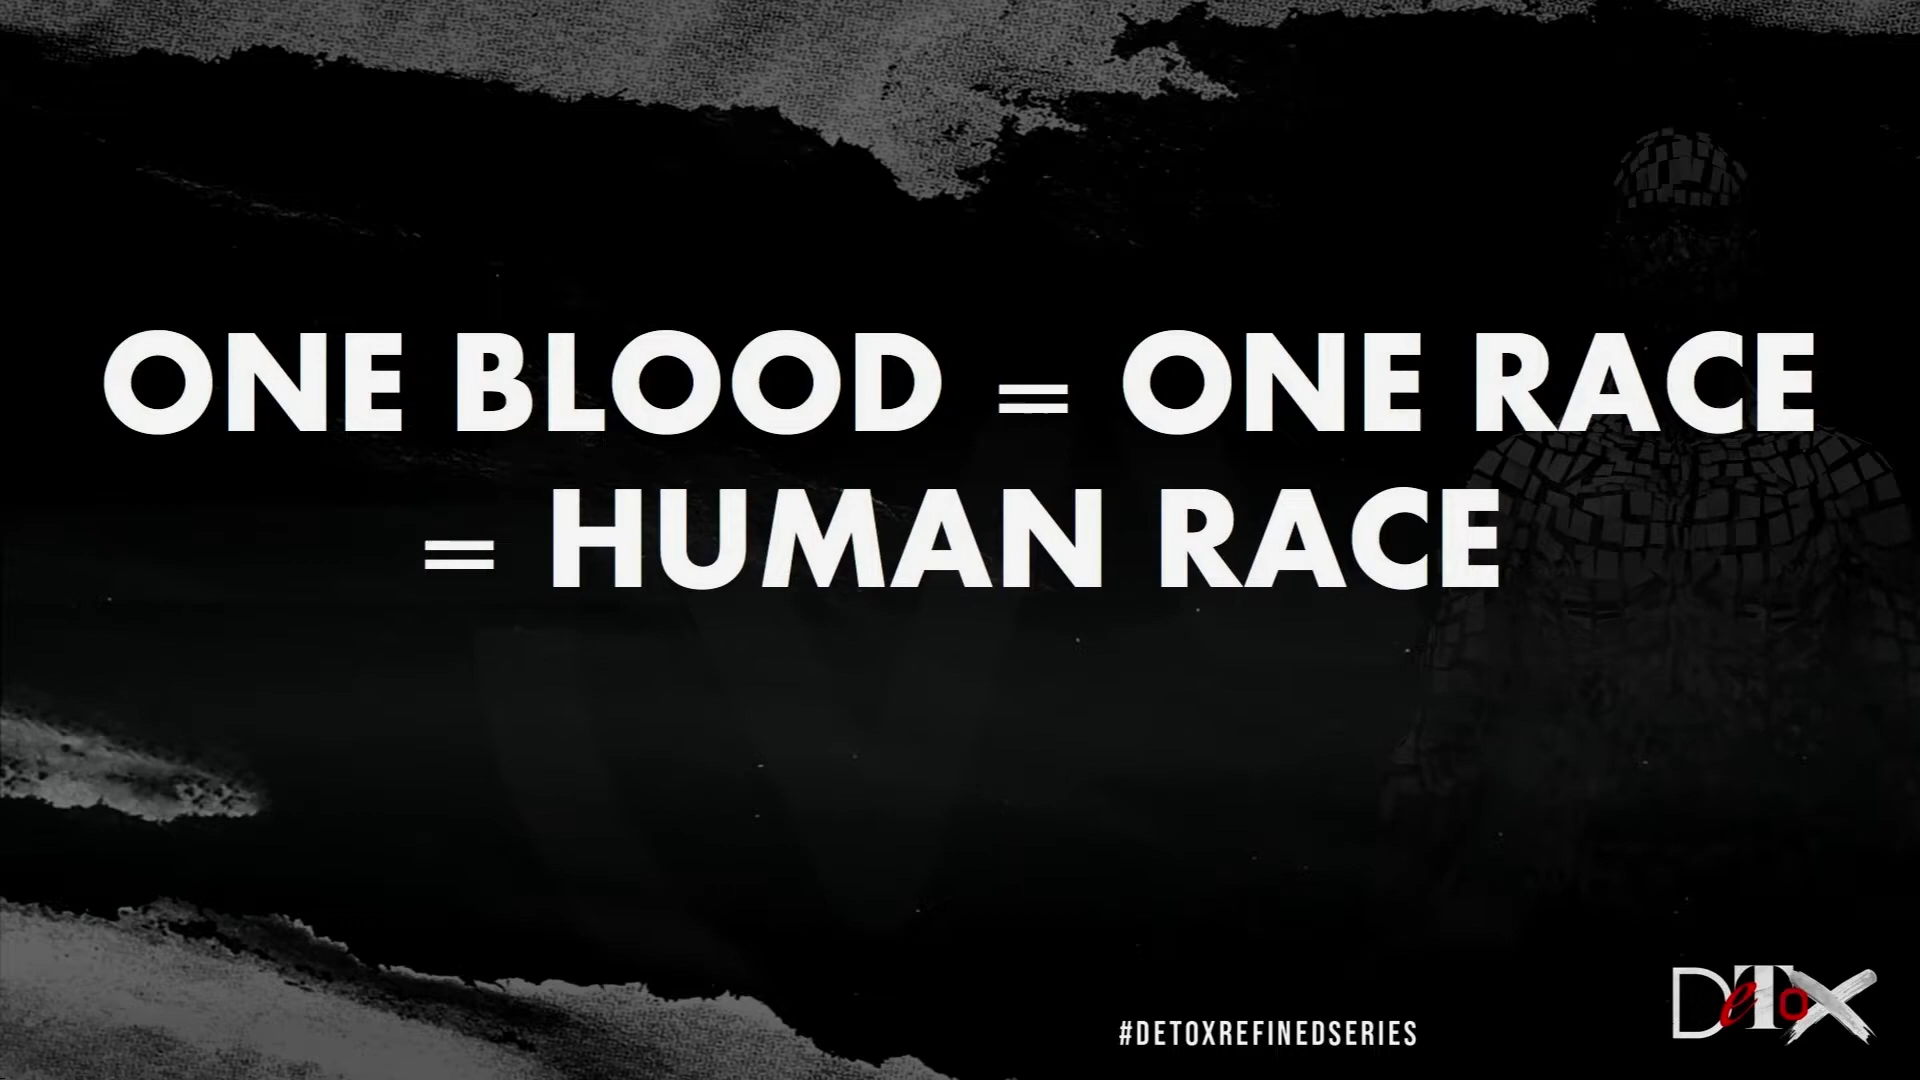 ONE BLOOD = ONE RACE
= HUMAN RACE
#DETOXREFINEDSERIES
DeTox